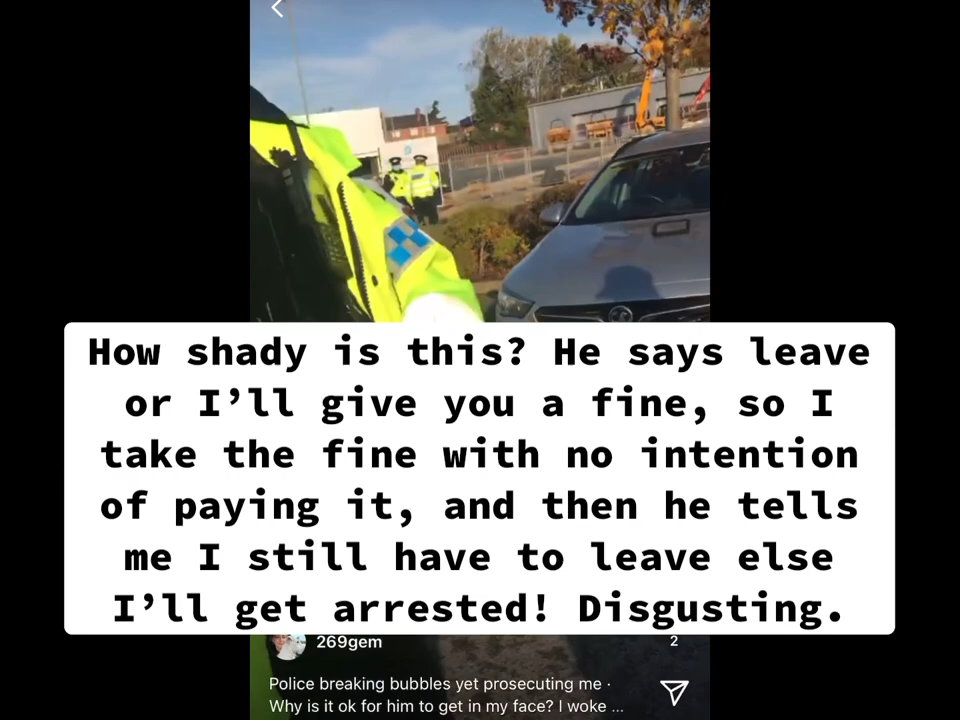 How shady is this? He says leave
or I’ll give you a fine, so I
take the fine with no intention
of paying it, and then he tells
me I still have to leave else
I’ll get arrested! Disgusting.
269gem
2
Police breaking bubbles yet prosecuting me ·
Why is it ok for him to get in my face? I woke ...